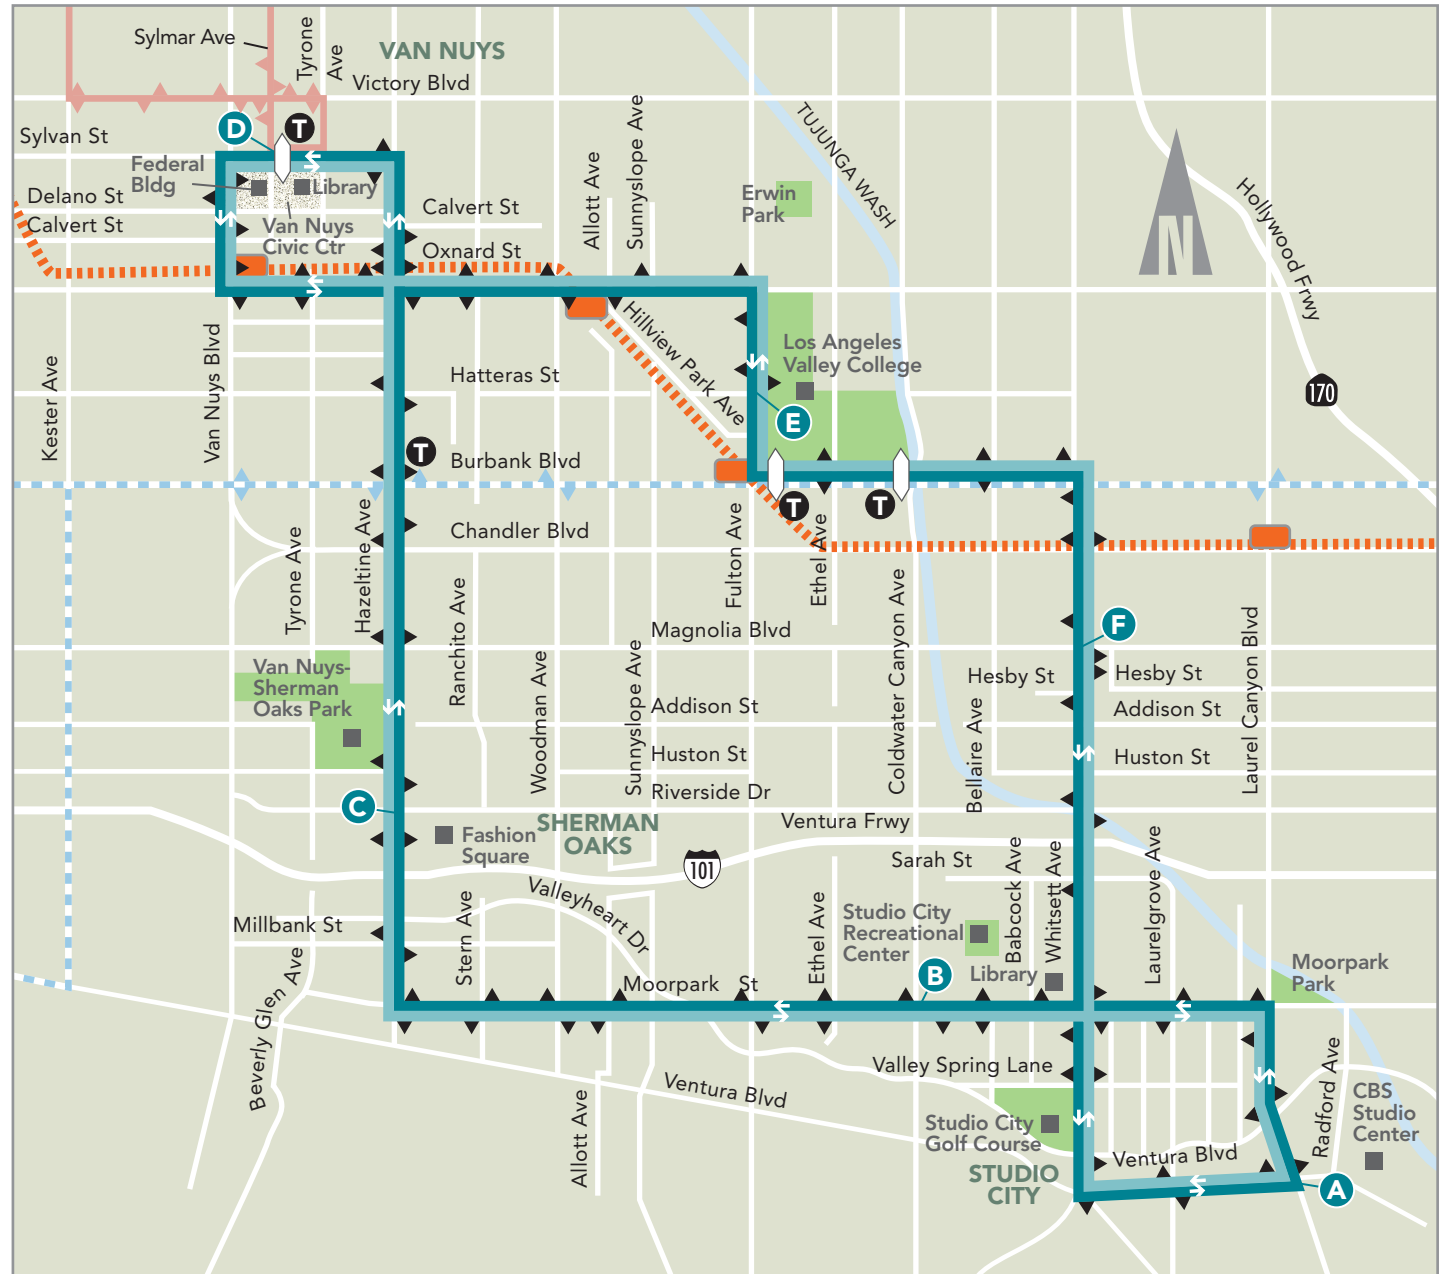 Sylmar Ave
Tyrone
Ave
VAN NUYS
Victory Blvd
Sylvan St
D
T
Federal
Bldg
Library
Delano St
Calvert St
Van Nuys
Civic Ctr
Calvert St
Oxnard St
Allott Ave
Sunnyslope Ave
Erwin
Park
TUJUNGA WASH
N
Hollywood Frwy
170
Kester Ave
Van Nuys Blvd
Hatteras St
Hillview Park Ave
Los Angeles
Valley College
E
T
Burbank Blvd
T
T
Chandler Blvd
Tyrone Ave
Hazeltine Ave
Ranchito Ave
Fulton Ave
Ethel Ave
Coldwater Canyon Ave
F
Magnolia Blvd
Van Nuys-
Sherman
Oaks Park
Woodman Ave
Sunnyslope Ave
Addison St
Huston St
Riverside Dr
Hesby St
Hesby St
Addison St
Huston St
Bellaire Ave
Laurel Canyon Blvd
C
Fashion
Square
SHERMAN
OAKS
Ventura Frwy
101
Sarah St
Valleyheart Dr
Millbank St
Stern Ave
Beverly Glen Ave
Moorpark St
Ethel Ave
Studio City
Recreational
Center
B
Library
Babcock Ave
Whitsett Ave
Laurelgrove Ave
Moorpark
Park
Valley Spring Lane
Ventura Blvd
Allott Ave
Studio City
Golf Course
STUDIO
CITY
Ventura Blvd
Radford Ave
CBS
Studio
Center
A